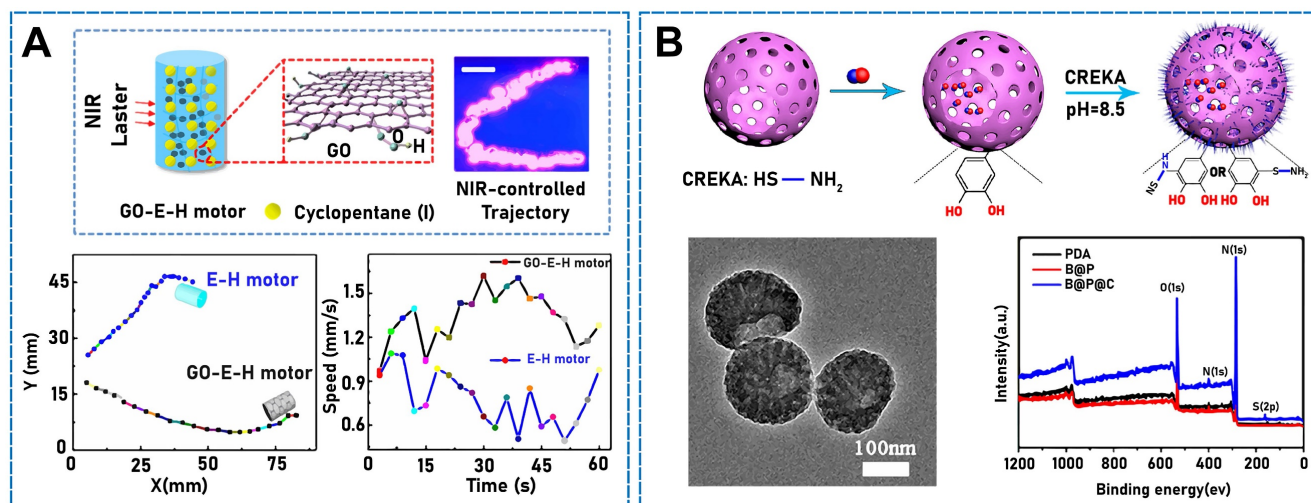 A
NIR
Laster
GO
O
H
GO-E-H motor
Cyclopentane (I)
NIR-controlled
Trajectory
Y (mm)
45
30
15
0
0
25
50
75
X(mm)
E-H motor
GO-E-H motor
Speed (mm/s)
1.5
1.2
0.9
0.6
0
15
30
45
60
Time (s)
GO-E-H motor
E-H motor
B
CREKA
pH=8.5
CREKA: HS — NH2
HO
OH
H
N
NS
HO
OH
OR
S
NH2
HO
OH
100nm
Intensity(a.u.)
PDA
B@P
B@P@C
O(1s)
N(1s)
N(1s)
S(2p)
1200
1000
800
600
400
200
0
Binding energy(ev)